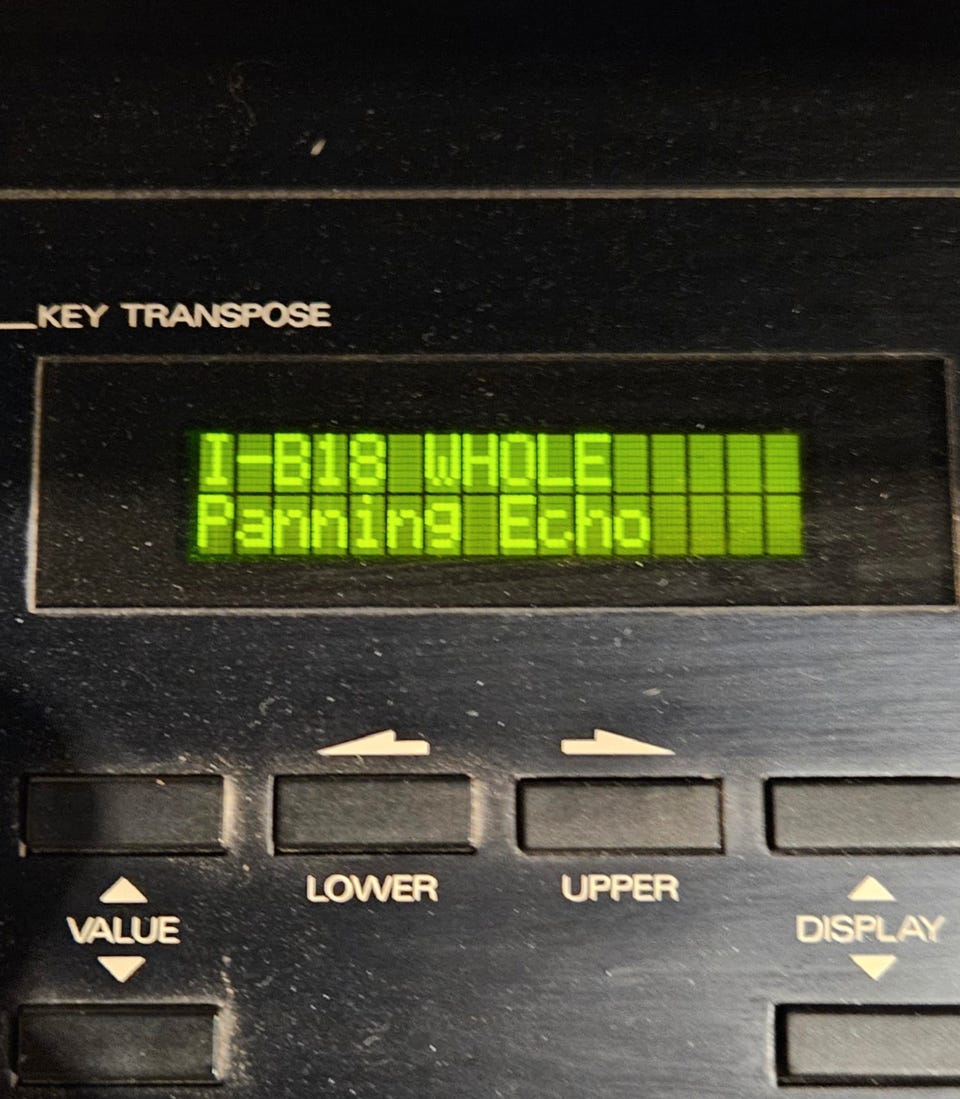 KEY TRANSPOSE
I-B18 WHOLE
Panning Echo
LOWER
UPPER
VALUE
DISPLAY